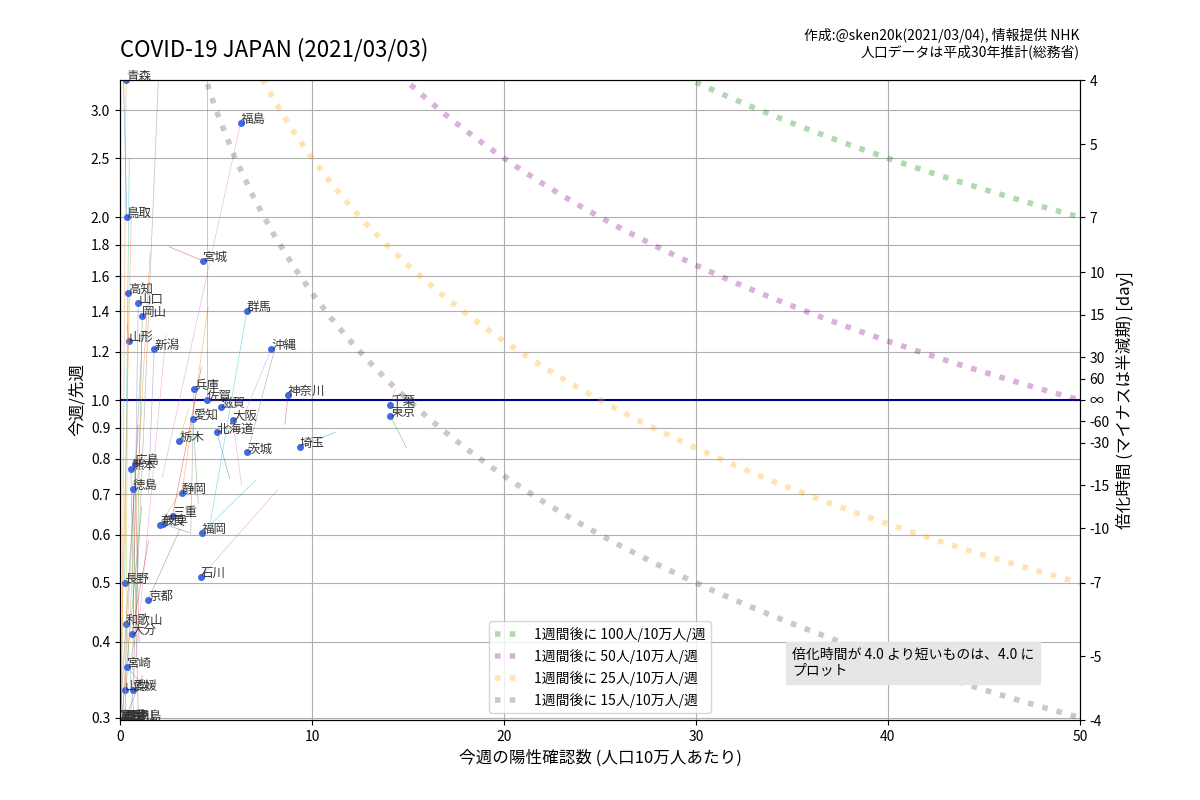 COVID-19 JAPAN (2021/03/03)
作成:@sken20k(2021/03/04), 情報提供 NHK
人口データは平成30年推計(総務省)
青森
福島
鳥取
宮城
高知
山口
岡山
群馬
山形
新潟
沖縄
兵庫
佐賀
滋賀
神奈川
千葉
東京
愛知
大阪
北海道
栃木
茨城
埼玉
広島
熊本
徳島
静岡
三重
福岡
石川
長野
京都
和歌山
大分
宮崎
愛媛
3.0
2.5
2.0
1.8
1.6
1.4
1.2
1.0
0.9
0.8
0.7
0.6
0.5
0.4
0.3
今週/先週
0
10
20
30
40
50
今週の陽性確認数 (人口10万人あたり)
4
5
7
10
15
30
60
∞
-60
-30
-15
-10
-7
-5
-4
倍化時間 (マイナスは半減期) [day]
1週間後に 100人/10万人/週
1週間後に 50人/10万人/週
1週間後に 25人/10万人/週
1週間後に 15人/10万人/週
倍化時間が 4.0 より短いものは、4.0 に
プロット